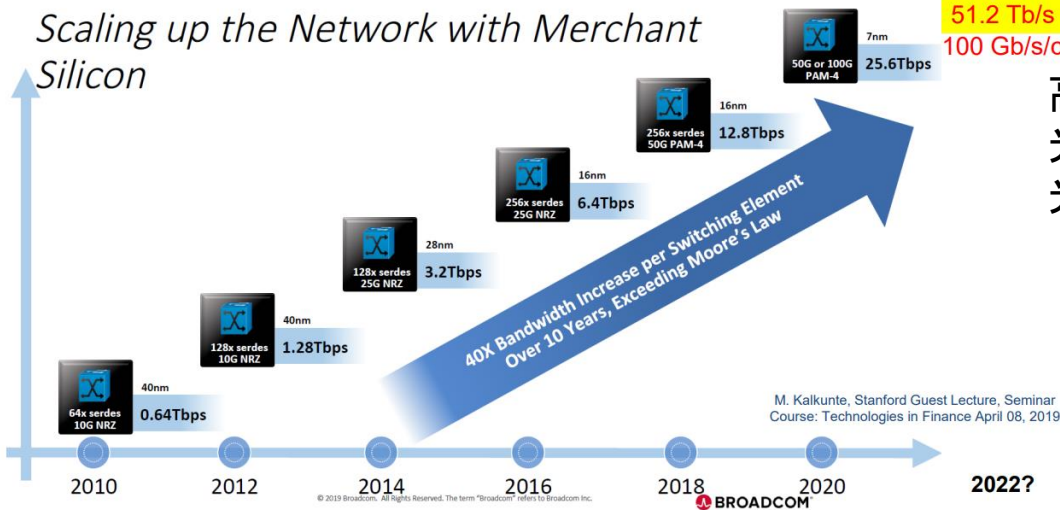 Scaling up the Network with Merchant
Silicon
51.2 Tb/s
100 Gb/s/
50G or 100G
PAM-4
7nm
25.6Tbps
256x serdes
50G PAM-4
16nm
12.8Tbps
256x serdes
25G NRZ
16nm
6.4Tbps
128x serdes
25G NRZ
28nm
3.2Tbps
128x serdes
10G NRZ
40nm
1.28Tbps
64x serdes
10G NRZ
40nm
0.64Tbps
40X Bandwidth Increase per Switching Element
Over 10 Years, Exceeding Moore's Law
M. Kalkunte, Stanford Guest Lecture, Seminar
Course: Technologies in Finance April 08, 2019
2010 2012 2014 2016 2018 2020 2022?
© 2019 Broadcom. All Rights Reserved. The term "Broadcom" refers to Broadcom Inc.
BROADCOM